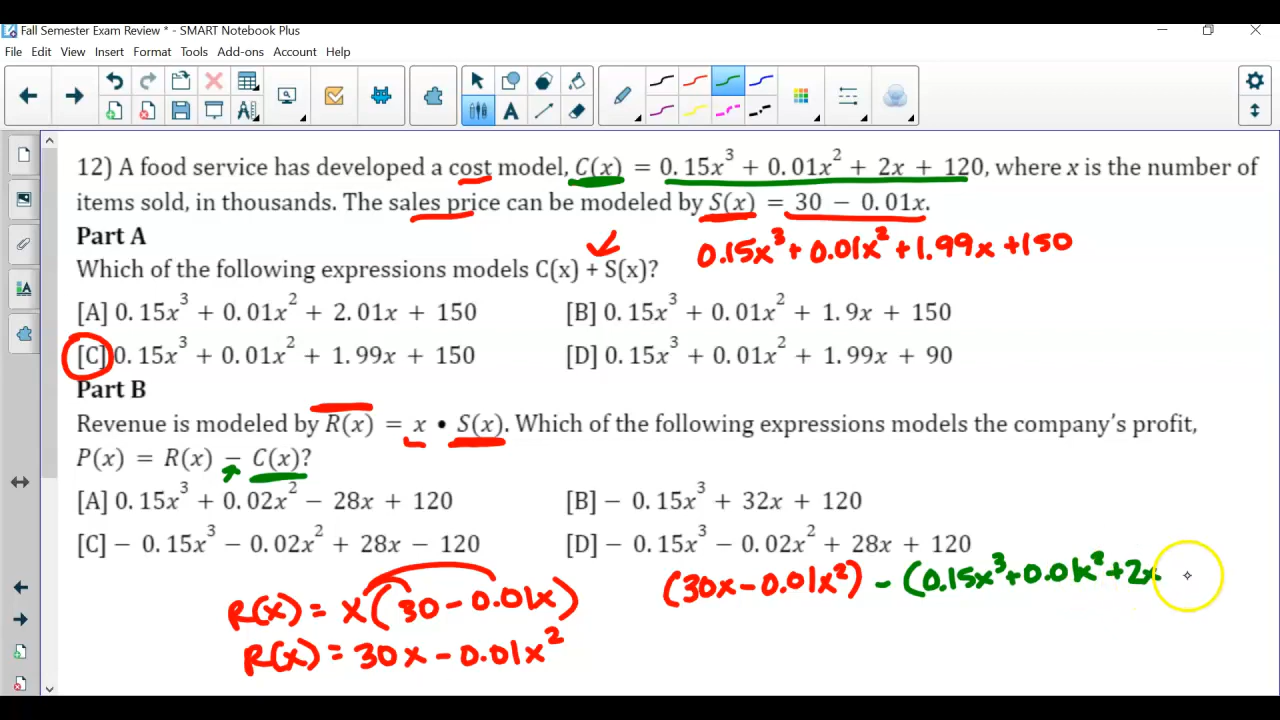 Fall Semester Exam Review * - SMART Notebook Plus
File Edit View Insert Format Tools Add-ons Account Help
12) A food service has developed a cost model, C(x) = 0.15x³ + 0.01x² + 2x + 120, where x is the number of
items sold, in thousands. The sales price can be modeled by S(x) = 30 − 0.01x.
Part A
0.15x³ + 0.01x² + 1.99x + 150
Which of the following expressions models C(x) + S(x)?
[A] 0.15x³ + 0.01x² + 2.01x + 150 [B] 0.15x³ + 0.01x² + 1.9x + 150
[C] 0.15x³ + 0.01x² + 1.99x + 150 [D] 0.15x³ + 0.01x² + 1.99x + 90
Part B
Revenue is modeled by R(x) = x • S(x). Which of the following expressions models the company's profit,
P(x) = R(x) − C(x)?
[A] 0.15x³ + 0.02x² − 28x + 120 [B] − 0.15x³ + 32x + 120
[C] − 0.15x³ − 0.02x² + 28x − 120 [D] − 0.15x³ − 0.02x² + 28x + 120
(30x − 0.01x²) − (0.15x³ + 0.01x² + 2x
R(x) = x(30 − 0.01x)
R(x) = 30x − 0.01x²